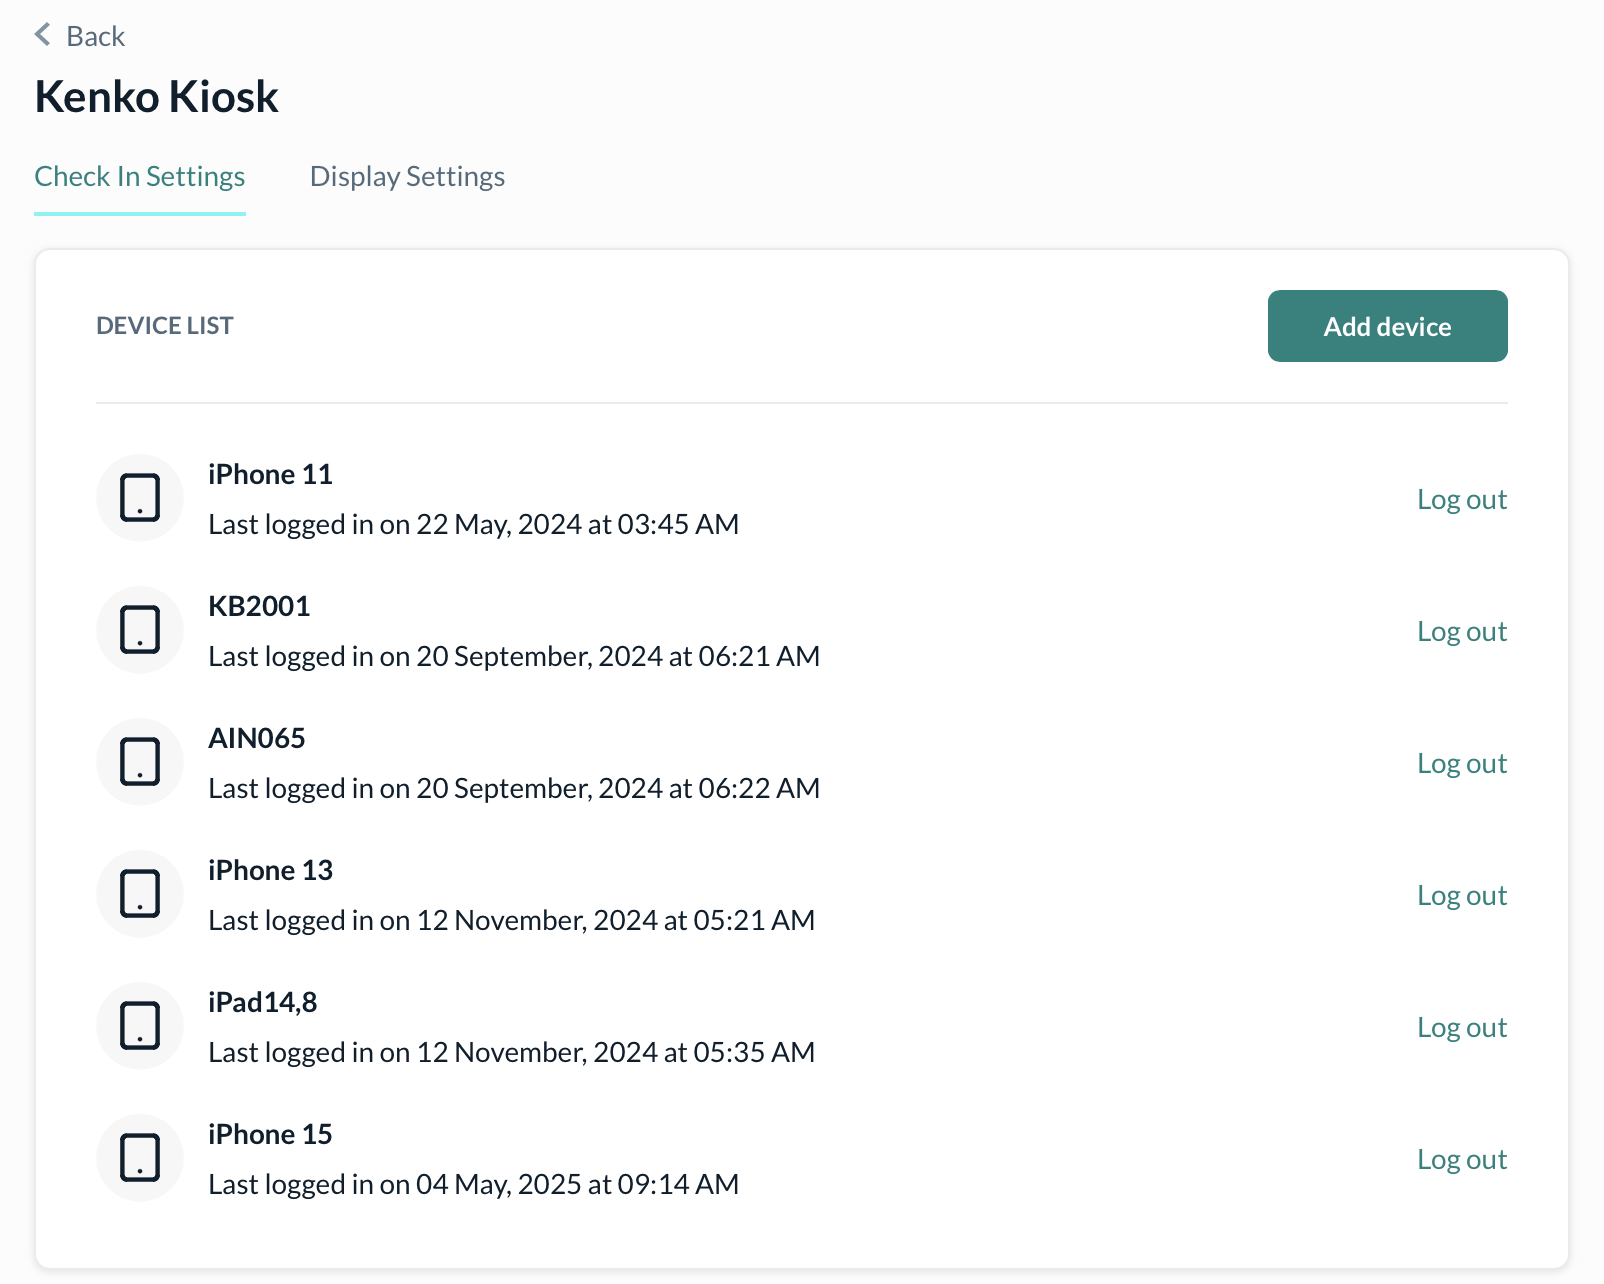 Back
Kenko Kiosk
Check In Settings Display Settings
DEVICE LIST Add device
iPhone 11
Last logged in on 22 May, 2024 at 03:45 AM
Log out
KB2001
Last logged in on 20 September, 2024 at 06:21 AM
Log out
AIN065
Last logged in on 20 September, 2024 at 06:22 AM
Log out
iPhone 13
Last logged in on 12 November, 2024 at 05:21 AM
Log out
iPad14,8
Last logged in on 12 November, 2024 at 05:35 AM
Log out
iPhone 15
Last logged in on 04 May, 2025 at 09:14 AM
Log out